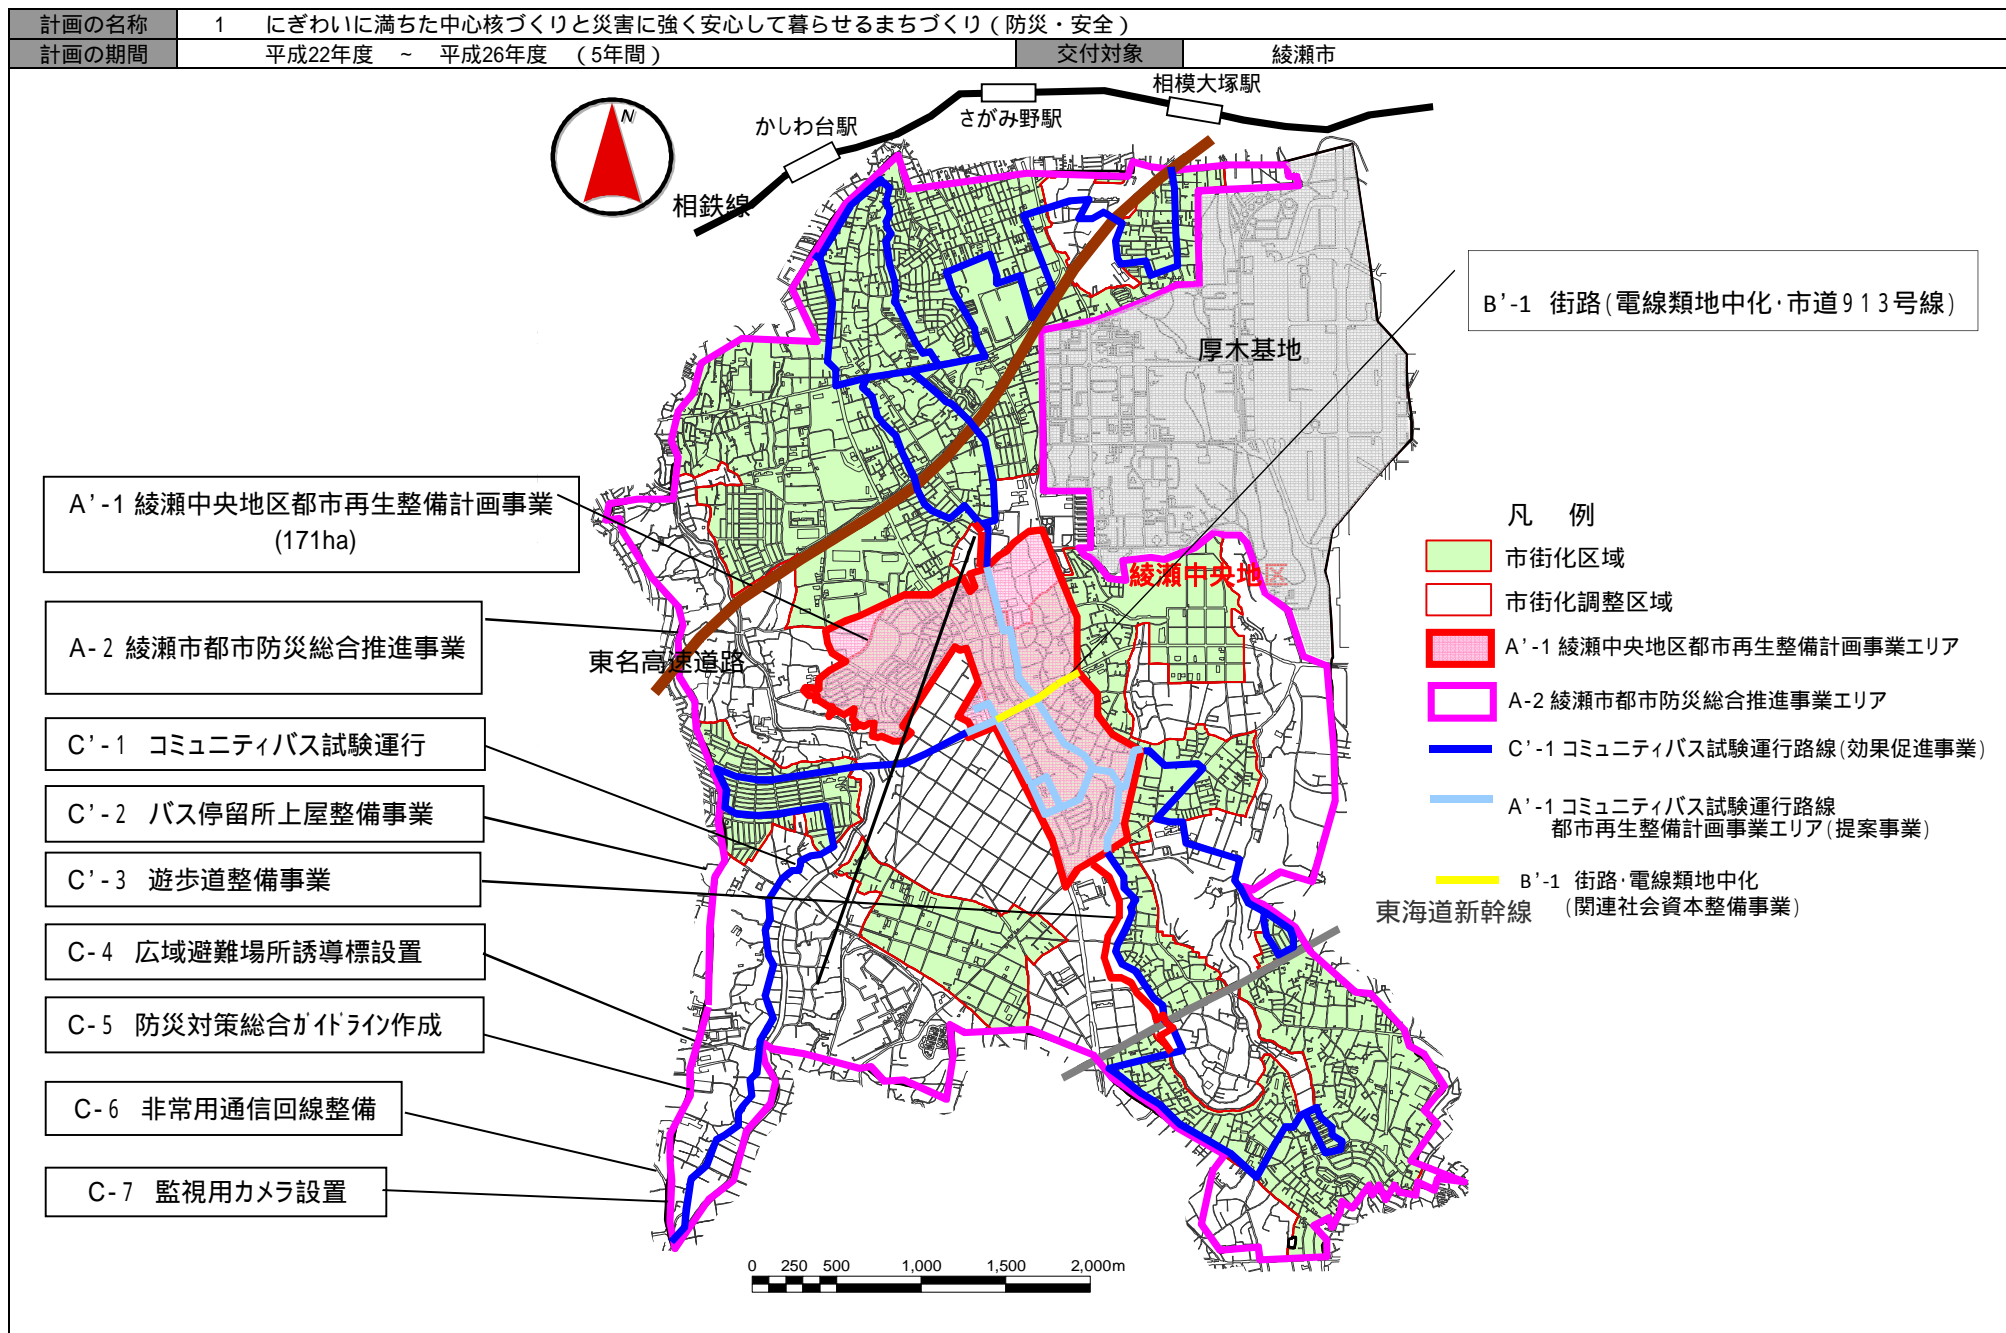 計画の名称 1 にぎわいに満ちた中心核づくりと災害に強く安心して暮らせるまちづくり(防災・安全)
計画の期間 平成22年度 ~ 平成26年度 (5年間) 交付対象 綾瀬市
相模大塚駅
さがみ野駅
かしわ台駅
N
相鉄線
B'-1 街路(電線類地中化・市道913号線)
厚木基地
A'-1 綾瀬中央地区都市再生整備計画事業
(171ha)
綾瀬中央地区
A-2 綾瀬市都市防災総合推進事業
東名高速道路
C'-1 コミュニティバス試験運行
C'-2 バス停留所上屋整備事業
C'-3 遊歩道整備事業
C-4 広域避難場所誘導標設置
C-5 防災対策総合ガイドライン作成
C-6 非常用通信回線整備
C-7 監視用カメラ設置
凡 例
市街化区域
市街化調整区域
A'-1 綾瀬中央地区都市再生整備計画事業エリア
A-2 綾瀬市都市防災総合推進事業エリア
C'-1 コミュニティバス試験運行路線(効果促進事業)
A'-1 コミュニティバス試験運行路線
都市再生整備計画事業エリア(提案事業)
B'-1 街路・電線類地中化
(関連社会資本整備事業)
東海道新幹線
0 250 500 1,000 1,500 2,000m